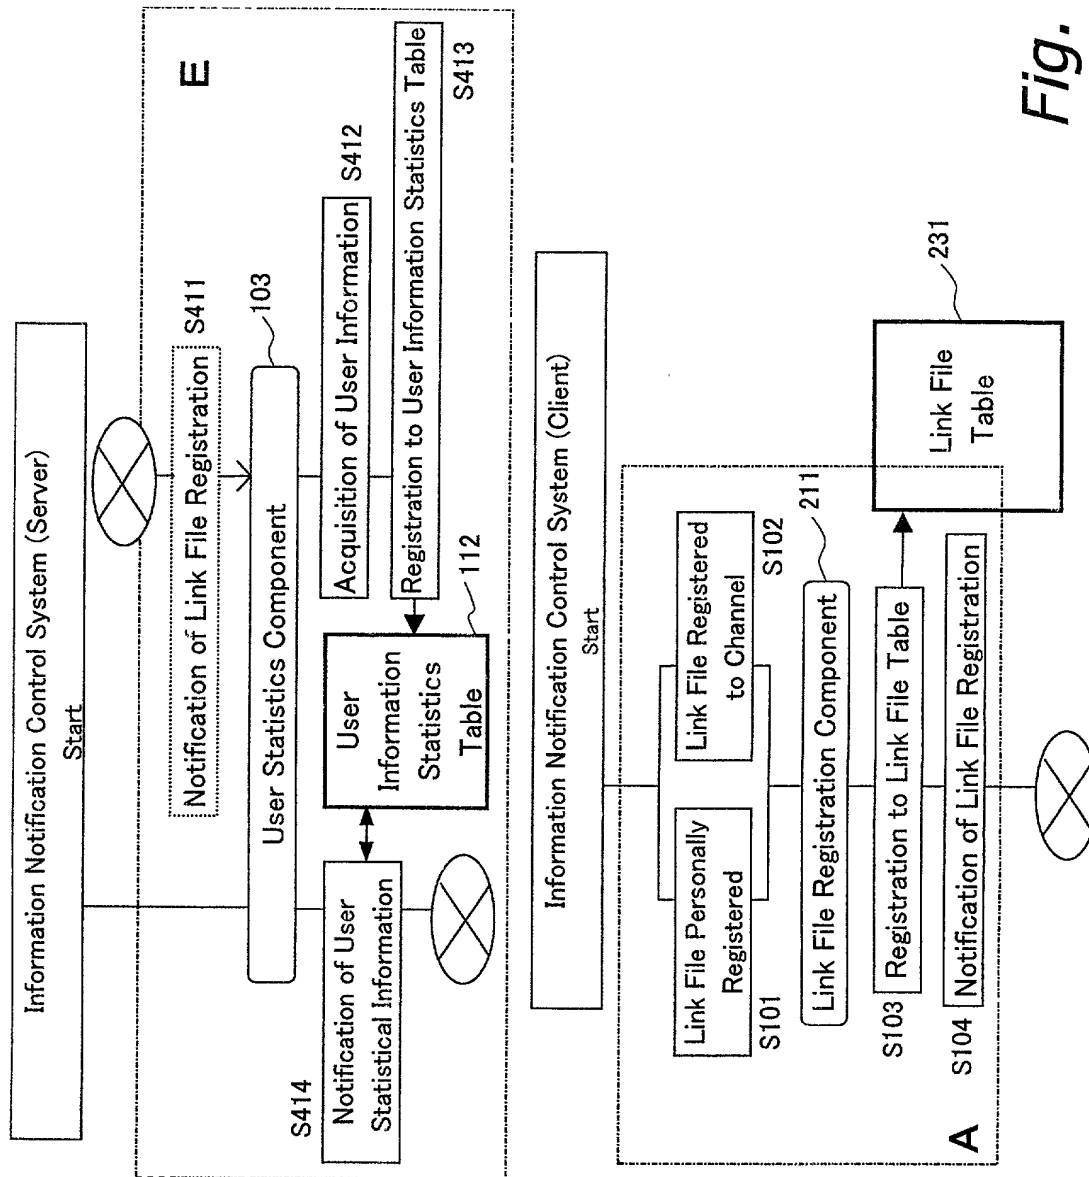 Information Notification Control System (Server)
Start
E
Notification of Link File Registration
S411
103
User Statistics Component
Acquisition of User Information
S412
Registration to User Information Statistics Table
S413
112
User
Information
Statistics
Table
S414
Notification of User
Statistical Information
Information Notification Control System (Client)
Start
Link File Personally
Registered
S101
Link File Registered
to Channel
S102
211
Link File Registration Component
S103
Registration to Link File Table
231
Link File
Table
S104
Notification of Link File Registration
A
Fig.